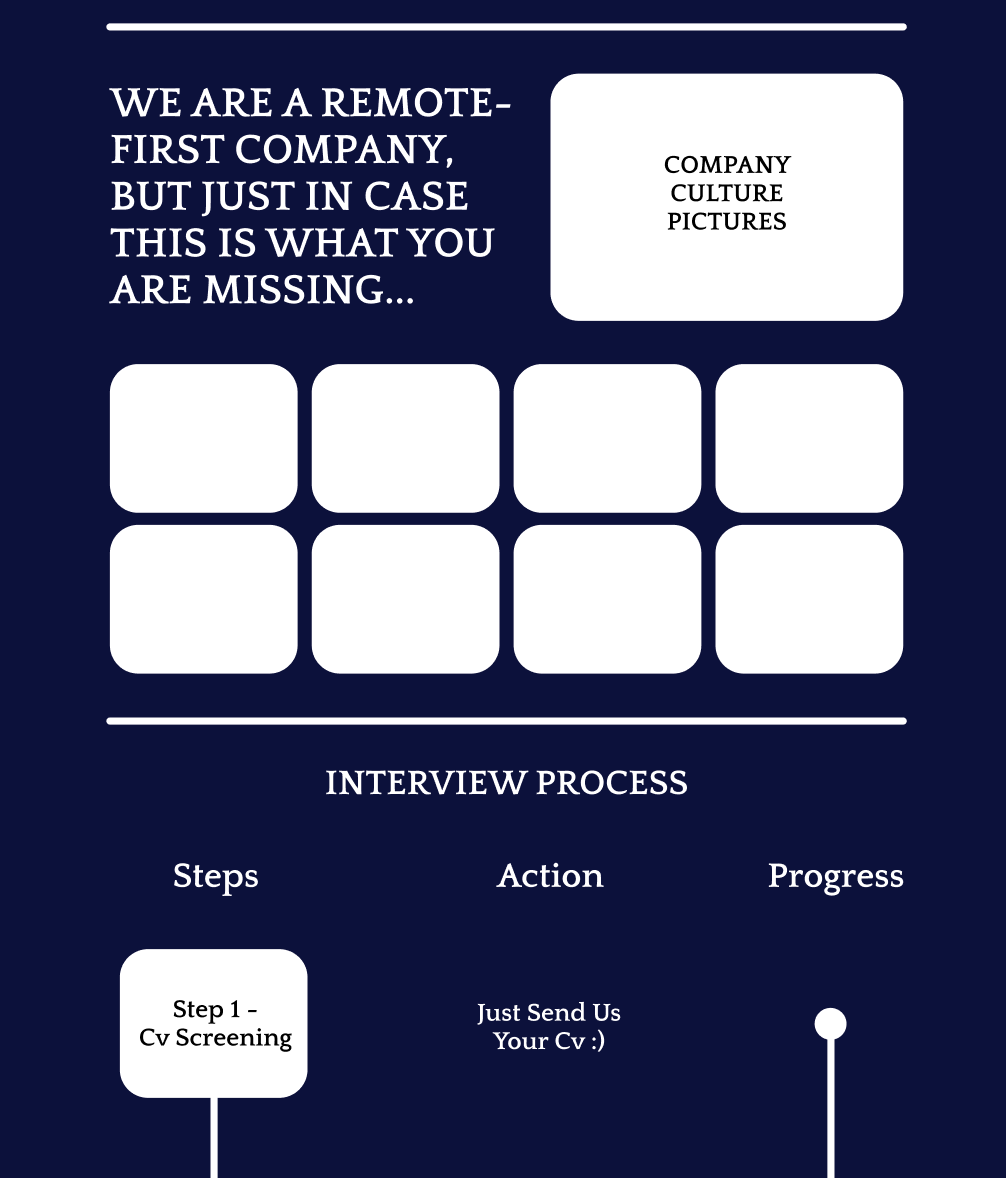 WE ARE A REMOTE-
FIRST COMPANY,
BUT JUST IN CASE
THIS IS WHAT YOU
ARE MISSING...
COMPANY
CULTURE
PICTURES
INTERVIEW PROCESS
Steps
Action
Progress
Step 1 -
Cv Screening
Just Send Us
Your Cv :)